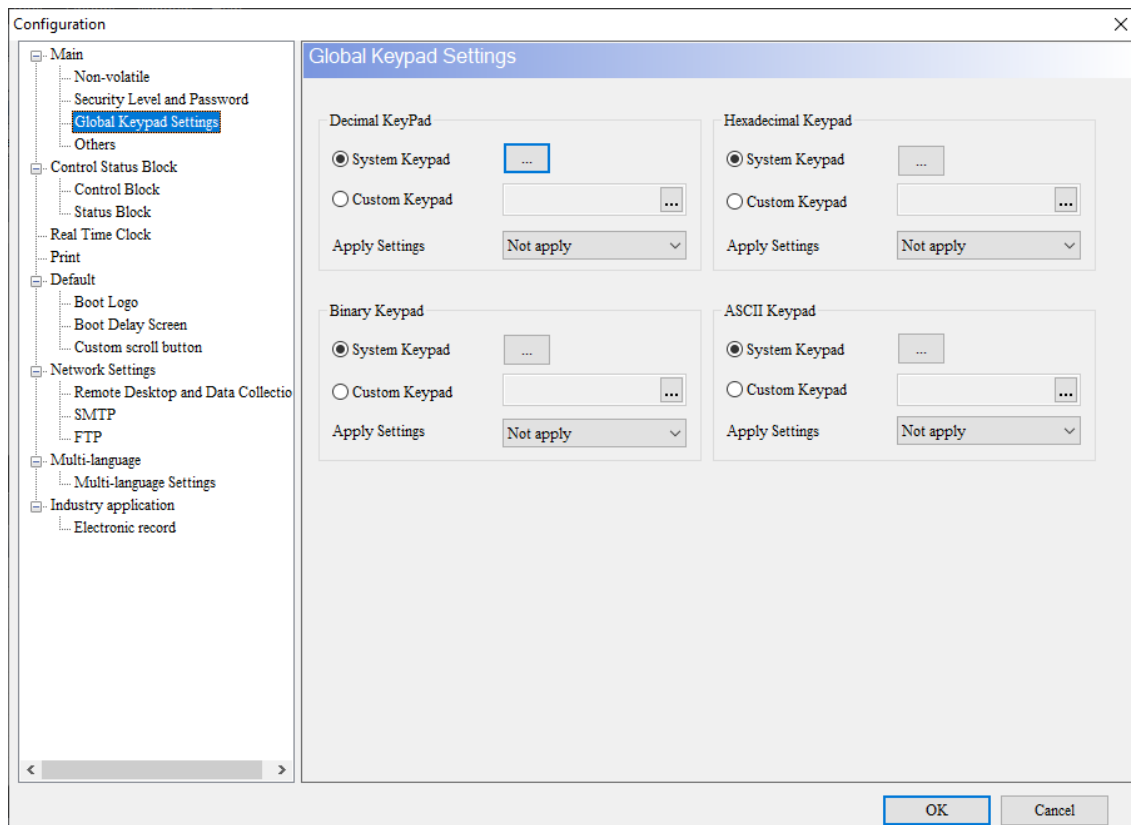 Configuration
Main
Non-volatile
Security Level and Password
Global Keypad Settings
Others
Control Status Block
Control Block
Status Block
Real Time Clock
Print
Default
Boot Logo
Boot Delay Screen
Custom scroll button
Network Settings
Remote Desktop and Data Collectio
SMTP
FTP
Multi-language
Multi-language Settings
Industry application
Electronic record
Global Keypad Settings
Decimal KeyPad
System Keypad ...
Custom Keypad ...
Apply Settings Not apply
Hexadecimal Keypad
System Keypad ...
Custom Keypad ...
Apply Settings Not apply
Binary Keypad
System Keypad ...
Custom Keypad ...
Apply Settings Not apply
ASCII Keypad
System Keypad ...
Custom Keypad ...
Apply Settings Not apply
OK Cancel